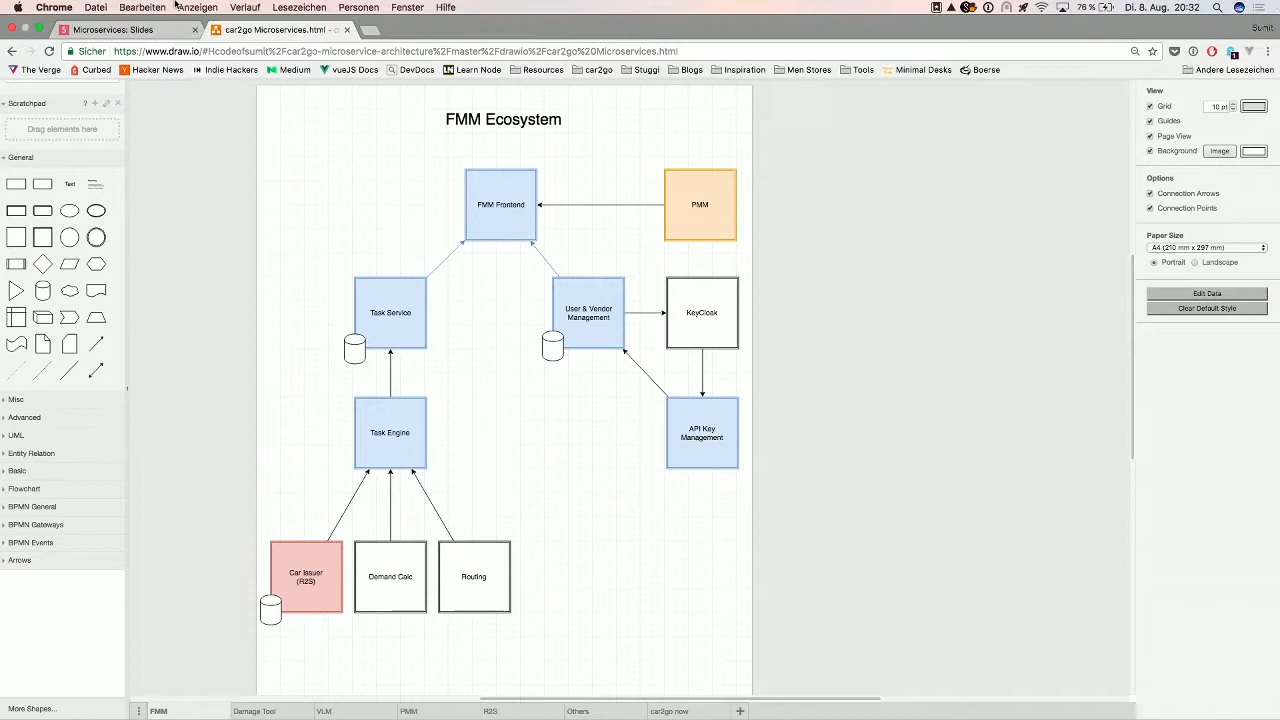 Chrome Datei Bearbeiten Anzeigen Verlauf Lesezeichen Personen Fenster Hilfe 76 % Di. 8. Aug. 20:32
Microservices: Slides
car2go Microservices.html - d
Sumit
Sicher https://www.draw.io/#Hcodeofsumit%2Fcar2go-microservice-architecture%2Fmaster%2Fdrawio%2Fcar2go%20Microservices.html
The Verge Curbed Hacker News Indie Hackers Medium vueJS Docs DevDocs Learn Node Resources car2go Stuggi Blogs Inspiration Men Stores Tools Minimal Desks Boerse Andere Lesezeichen
Scratchpad ?
Drag elements here
General
Text
Misc
Advanced
UML
Entity Relation
Basic
Flowchart
BPMN General
BPMN Gateways
BPMN Events
Arrows
More Shapes...
FMM Ecosystem
FMM Frontend
PMM
Task Service
User & Vendor
Management
KeyCloak
Task Engine
API Key
Management
Car Issuer
(R2S)
Demand Calc
Routing
View
Grid 10 pt
Guides
Page View
Background Image
Options
Connection Arrows
Connection Points
Paper Size
A4 (210 mm x 297 mm)
Portrait Landscape
Edit Data
Clear Default Style
FMM Damage Tool VLM PMM R2S Others car2go now